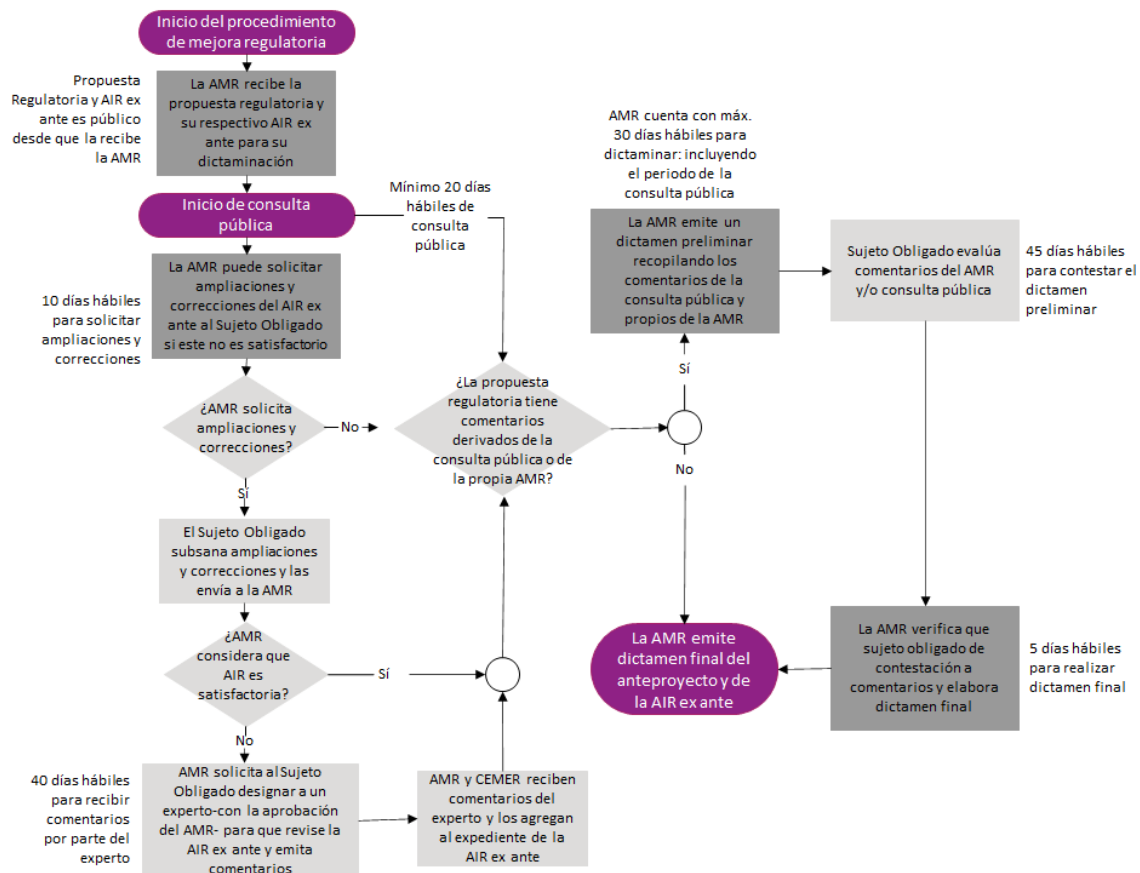 Inicio del procedimiento
de mejora regulatoria
Propuesta
Regulatoria y AIR ex
ante es público
desde que la recibe
la AMR
La AMR recibe la
propuesta regulatoria y
su respectivo AIR ex
ante para su
dictaminación
Inicio de consulta
pública
Mínimo 20 días
hábiles de
consulta
pública
10 días hábiles
para solicitar
ampliaciones y
correcciones
La AMR puede solicitar
ampliaciones y
correcciones del AIR ex
ante al Sujeto Obligado
si este no es satisfactorio
¿AMR solicita
ampliaciones y
correcciones?
No
Sí
El Sujeto Obligado
subsana ampliaciones
y correcciones y las
envía a la AMR
¿AMR
considera que
AIR es
satisfactoria?
Sí
No
40 días hábiles
para recibir
comentarios
por parte del
experto
AMR solicita al Sujeto
Obligado designar a un
experto-con la aprobación
del AMR- para que revise la
AIR ex ante y emita
comentarios
AMR y CEMER reciben
comentarios del
experto y los agregan
al expediente de la
AIR ex ante
¿La propuesta
regulatoria tiene
comentarios
derivados de la
consulta pública o de
la propia AMR?
Sí
No
AMR cuenta con máx.
30 días hábiles para
dictaminar: incluyendo
el periodo de la
consulta pública
La AMR emite un
dictamen preliminar
recopilando los
comentarios de la
consulta pública y
propios de la AMR
Sujeto Obligado evalúa
comentarios del AMR
y/o consulta pública
45 días hábiles
para contestar el
dictamen
preliminar
La AMR verifica que
sujeto obligado de
contestación a
comentarios y elabora
dictamen final
5 días hábiles
para realizar
dictamen final
La AMR emite
dictamen final del
anteproyecto y de
la AIR ex ante